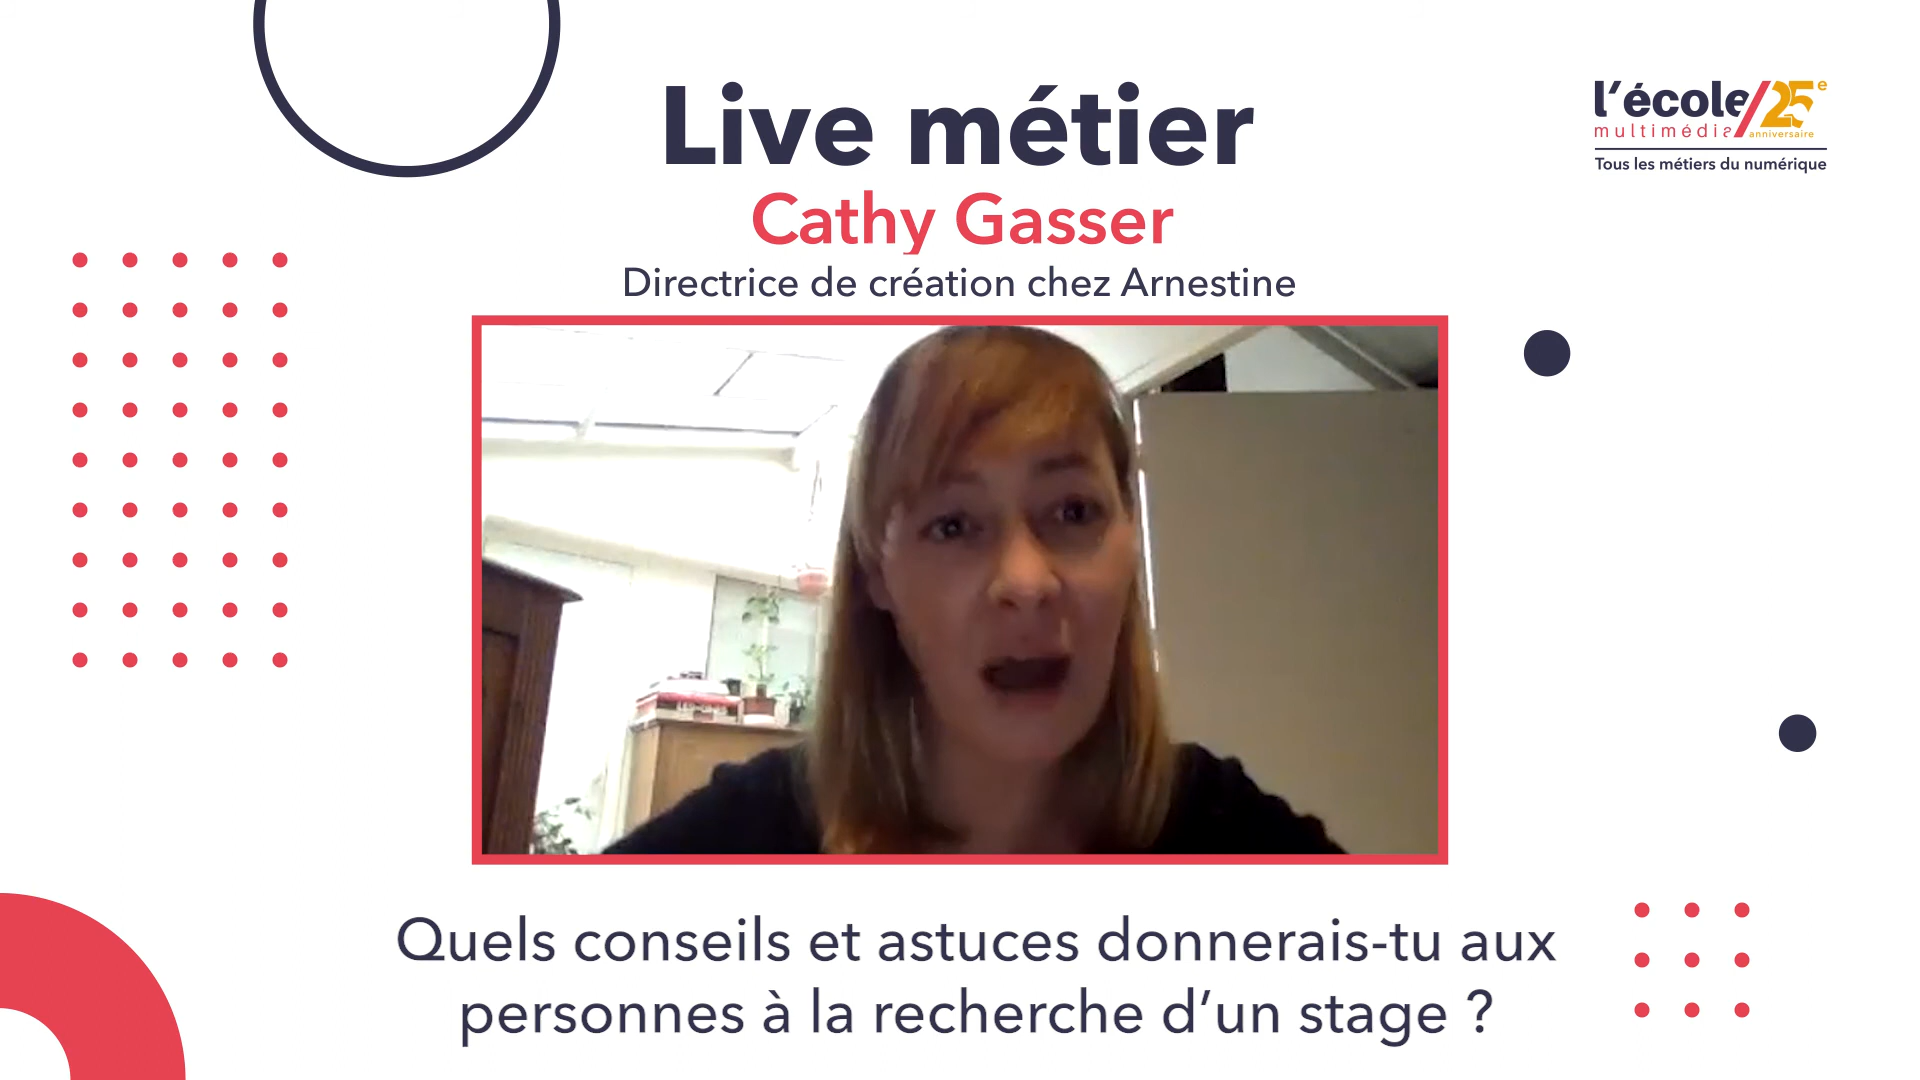 Live métier
Cathy Gasser
Directrice de création chez Arnestine
l'école/25e
multimédia anniversaire
Tous les métiers du numérique
Quels conseils et astuces donnerais-tu aux
personnes à la recherche d'un stage ?